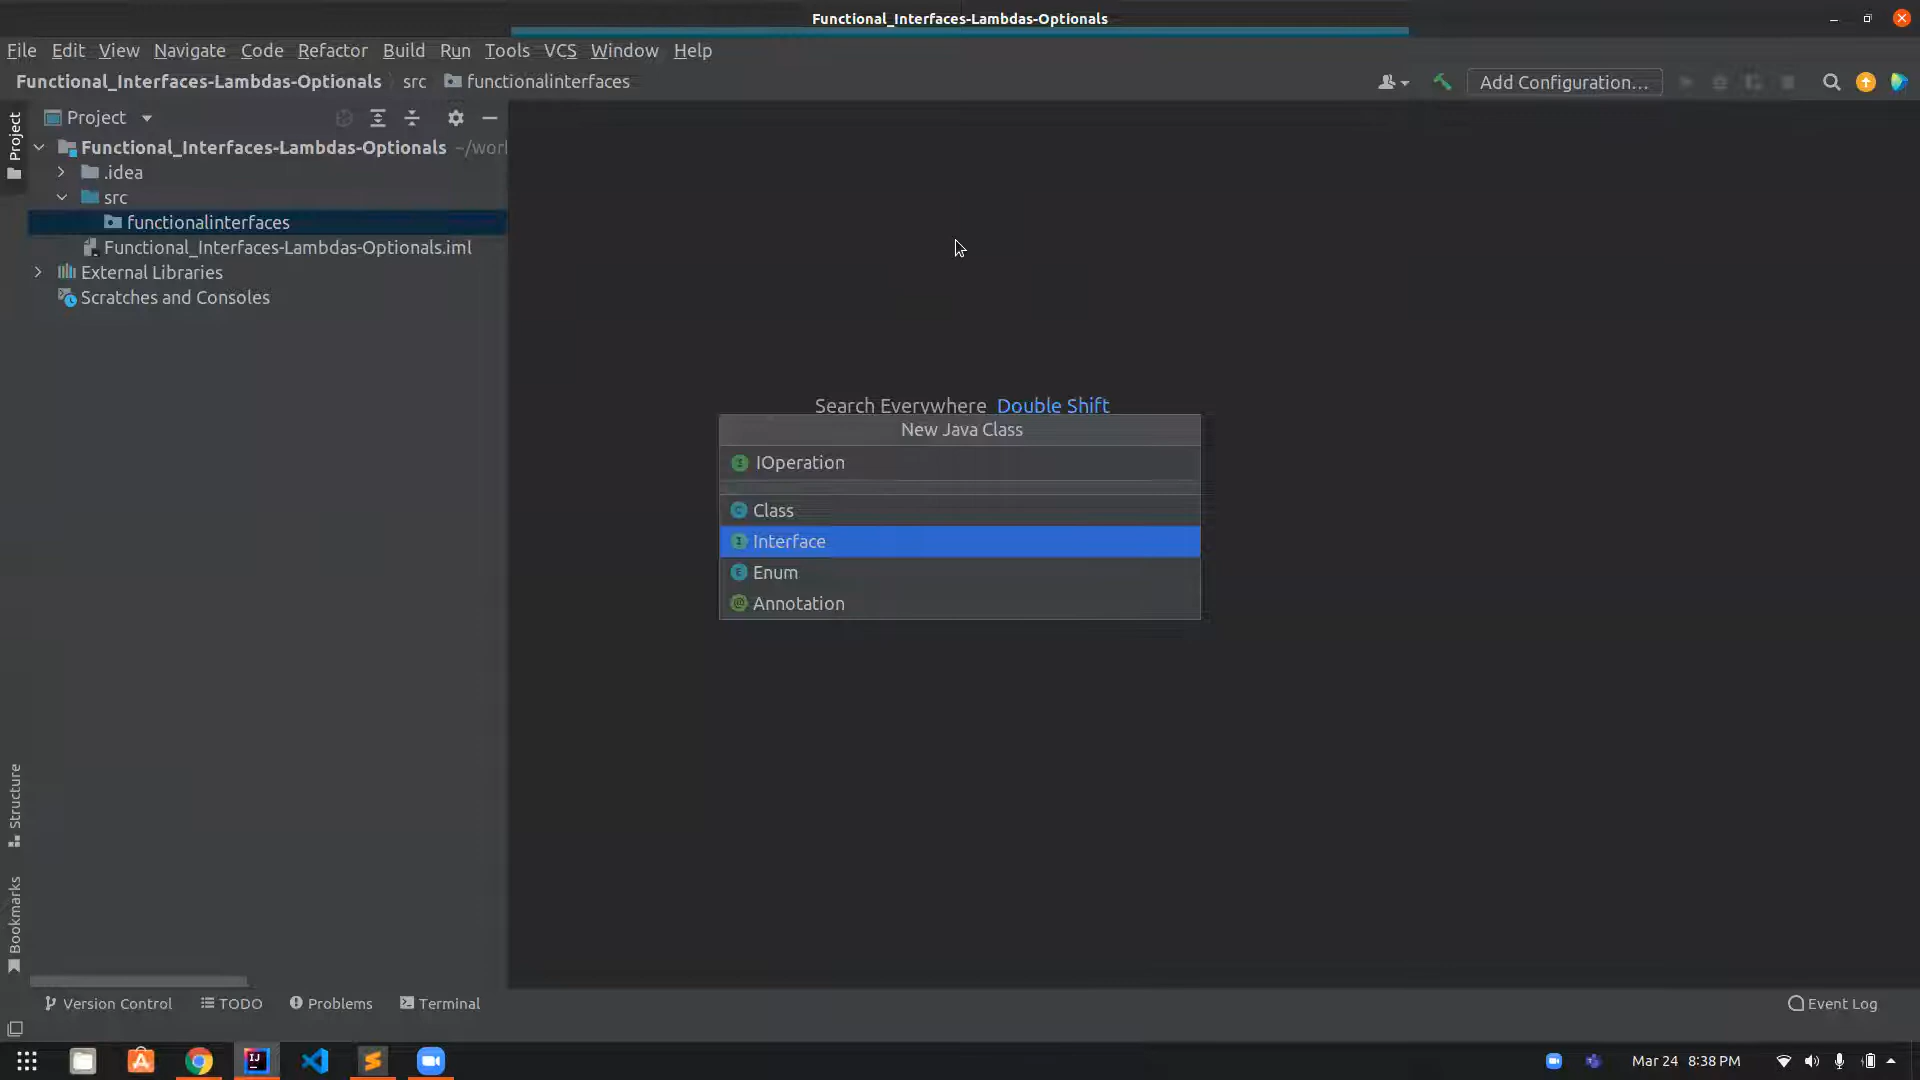 Functional_Interfaces-Lambdas-Optionals
File Edit View Navigate Code Refactor Build Run Tools VCS Window Help
Functional_Interfaces-Lambdas-Optionals src functionalinterfaces
Add Configuration...
Project
Project
Functional_Interfaces-Lambdas-Optionals ~/worl
.idea
src
functionalinterfaces
Functional_Interfaces-Lambdas-Optionals.iml
External Libraries
Scratches and Consoles
Search Everywhere Double Shift
New Java Class
IOperation
Class
Interface
Enum
Annotation
Structure
Bookmarks
Version Control TODO Problems Terminal
Event Log
Mar 24 8:38 PM